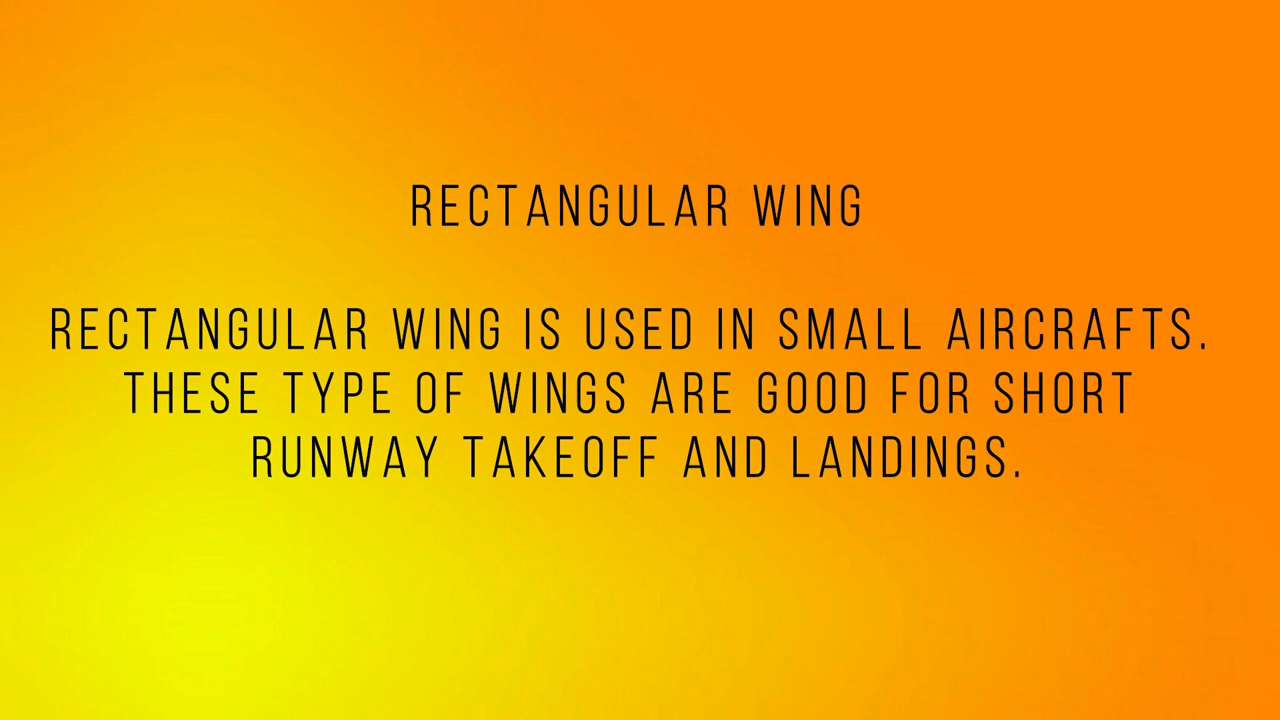 RECTANGULAR WING
RECTANGULAR WING IS USED IN SMALL AIRCRAFTS.
THESE TYPE OF WINGS ARE GOOD FOR SHORT
RUNWAY TAKEOFF AND LANDINGS.